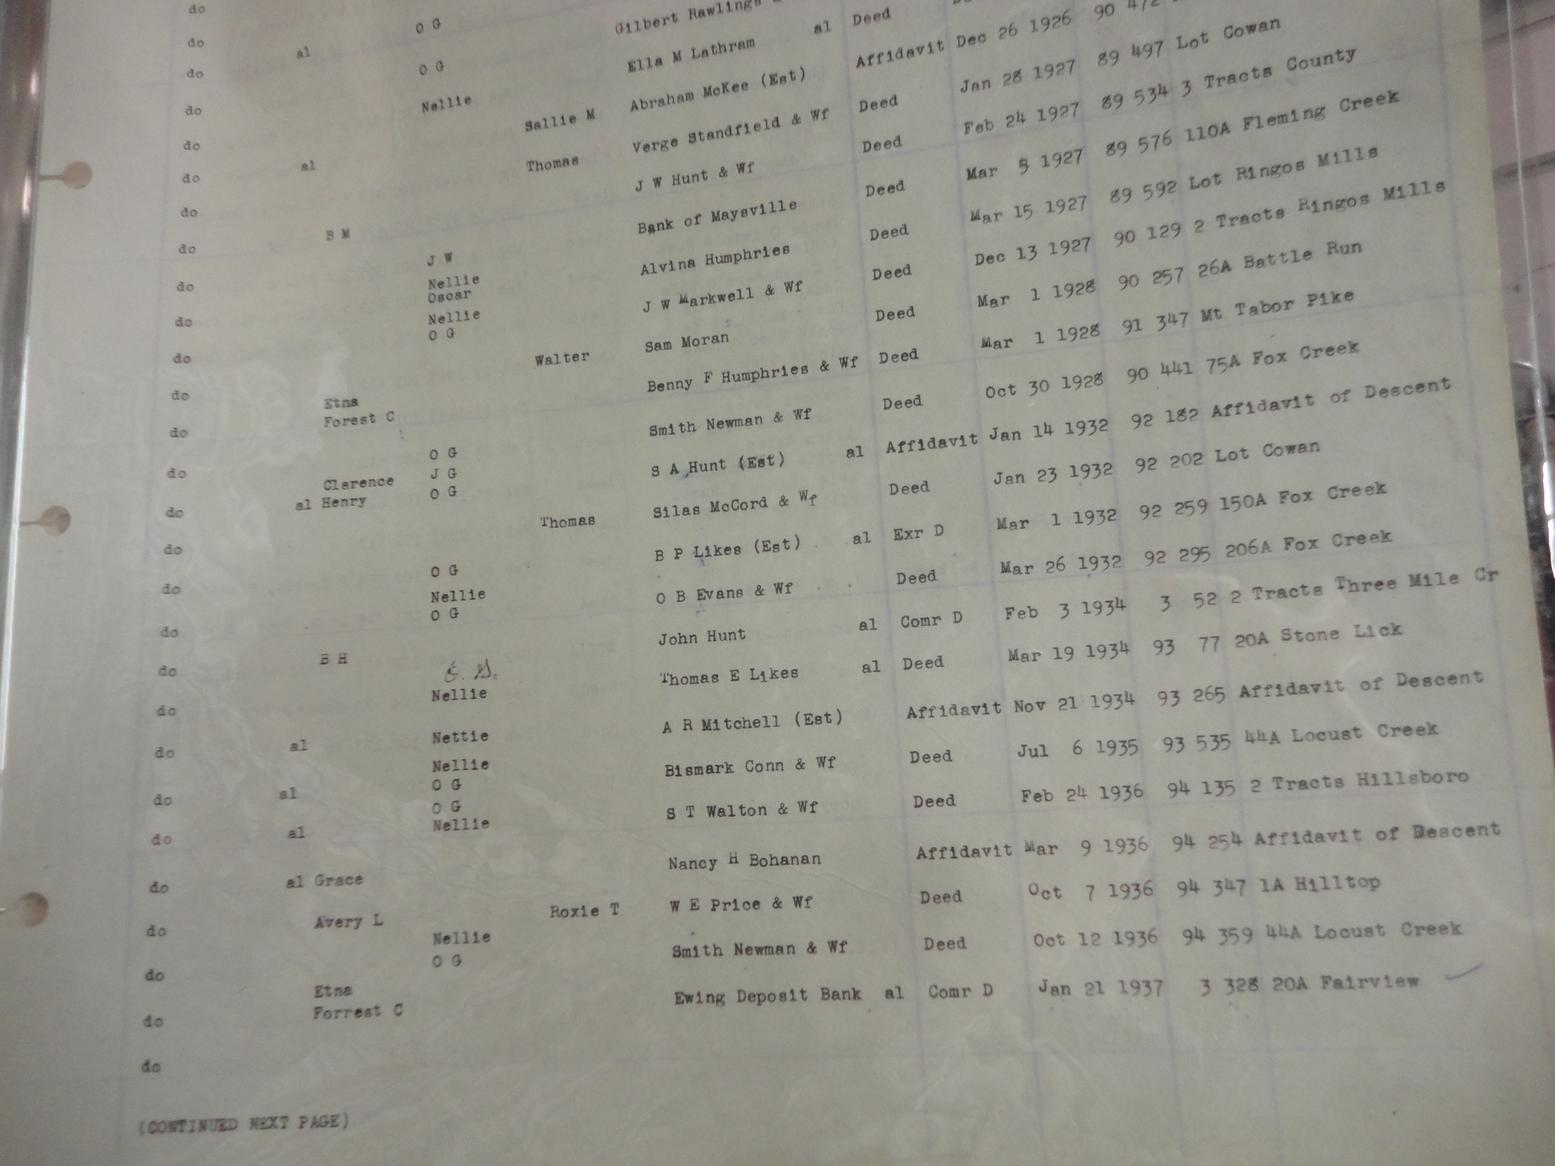 do
do O G
do al O G Gilbert Rawlings
do Nellie Ella M Lathram al Deed
do al Sallie M Abraham McKee (Est) Affidavit Dec 26 1926 90
do Thomas Verge Standfield & Wf Deed Jan 28 1927 89 497 Lot Cowan
do B M J W Hunt & Wf Deed Feb 24 1927 89 534 3 Tracts County
do J W Bank of Maysville Deed Mar 5 1927 89 576 110A Fleming Creek
Nellie
do Oscar Alvina Humphries Deed Mar 15 1927 89 592 Lot Ringos Mills
Nellie
do O G J W Markwell & Wf Deed Dec 13 1927 90 129 2 Tracts Ringos Mills
do Walter Sam Moran Deed Mar 1 1928 90 257 26A Battle Run
Etna
do Forest C Benny F Humphries & Wf Deed Mar 1 1928 91 347 Mt Tabor Pike
do O G Smith Newman & Wf Deed Oct 30 1928 90 441 75A Fox Creek
Clarence J G
do al Henry O G S A Hunt (Est) al Affidavit Jan 14 1932 92 182 Affidavit of Descent
do Thomas Silas McCord & Wf Deed Jan 23 1932 92 202 Lot Cowan
do O G B P Likes (Est) al Exr D Mar 1 1932 92 259 150A Fox Creek
Nellie
do O G O B Evans & Wf Deed Mar 26 1932 92 295 206A Fox Creek
do B H John Hunt al Comr D Feb 3 1934 3 52 2 Tracts Three Mile Cr
do Nellie Thomas E Likes al Deed Mar 19 1934 93 77 20A Stone Lick
do al Nettie A R Mitchell (Est) Affidavit Nov 21 1934 93 265 Affidavit of Descent
Nellie
do al O G Bismark Conn & Wf Deed Jul 6 1935 93 535 44A Locust Creek
O G
do al Nellie S T Walton & Wf Deed Feb 24 1936 94 135 2 Tracts Hillsboro
do al Grace Nancy H Bohanan Affidavit Mar 9 1936 94 254 Affidavit of Descent
do Avery L Roxie T W E Price & Wf Deed Oct 7 1936 94 347 1A Hilltop
Nellie
do O G Smith Newman & Wf Deed Oct 12 1936 94 359 44A Locust Creek
Etna
do Forrest C Ewing Deposit Bank al Comr D Jan 21 1937 3 328 20A Fairview
do
(CONTINUED NEXT PAGE)